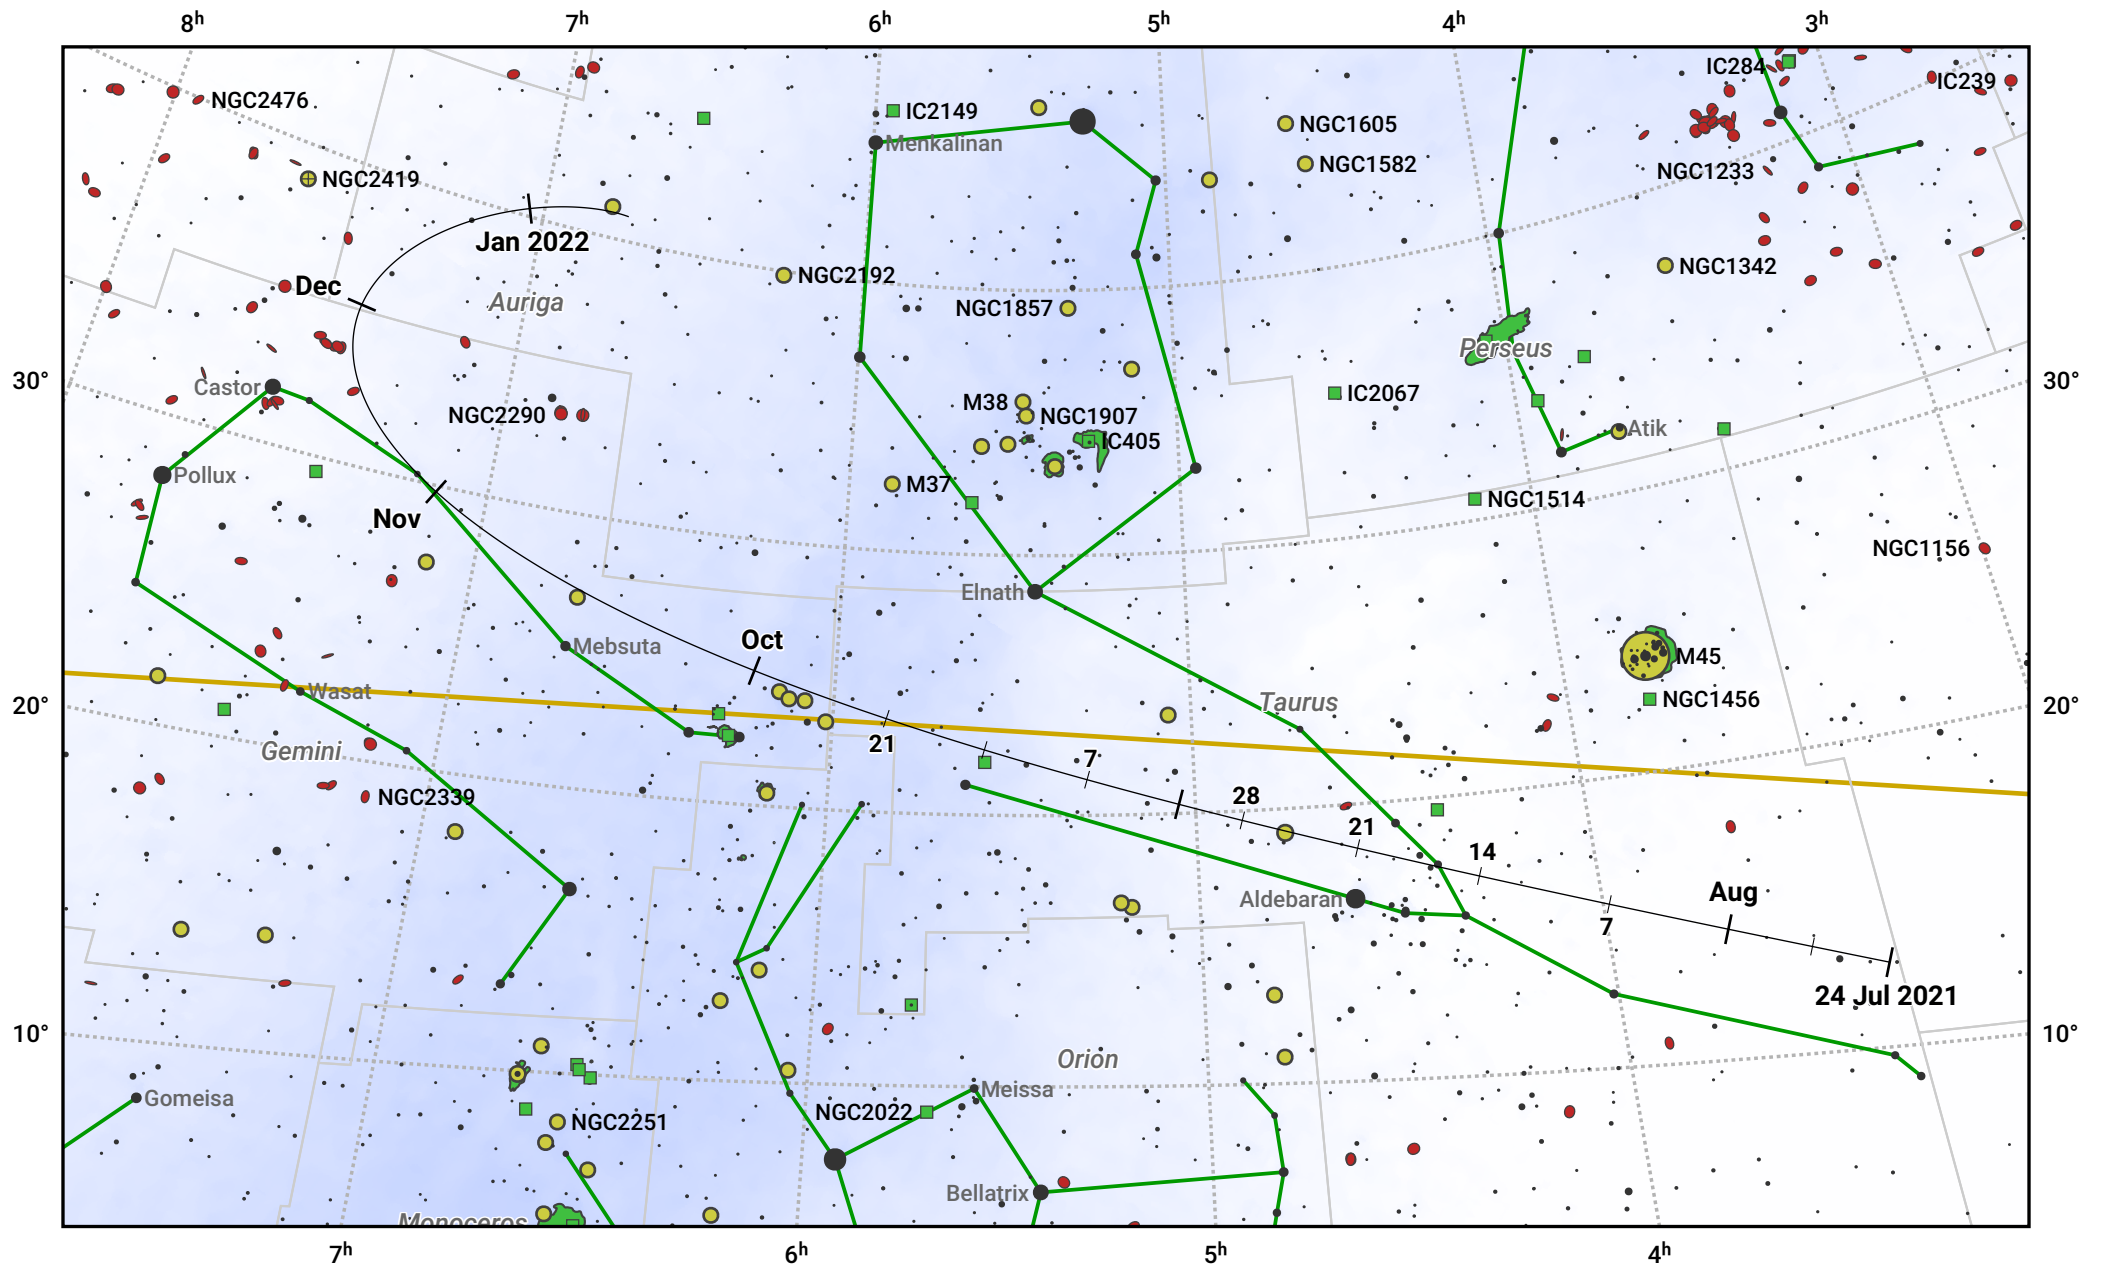 8h 7h 6h 5h 4h 3h
IC284
IC239
NGC2476
IC2149
NGC1605
Menkalinan
NGC1582
NGC2419
NGC1233
Jan 2022
NGC2192
NGC1342
Dec
Auriga
NGC1857
Perseus
30° 30°
Castor
IC2067
M38
NGC2290
NGC1907
Atik
IC405
Pollux
M37
NGC1514
Nov
NGC1156
Elnath
Oct
Mebsuta
M45
Wasat
NGC1456
20° Taurus 20°
21
Gemini
7
NGC2339
28
21
14
Aug
Aldebaran
7
24 Jul 2021
10° 10°
Orion
Meissa
Gomeisa
NGC2022
NGC2251
Bellatrix
Monoceros
7h 6h 5h 4h